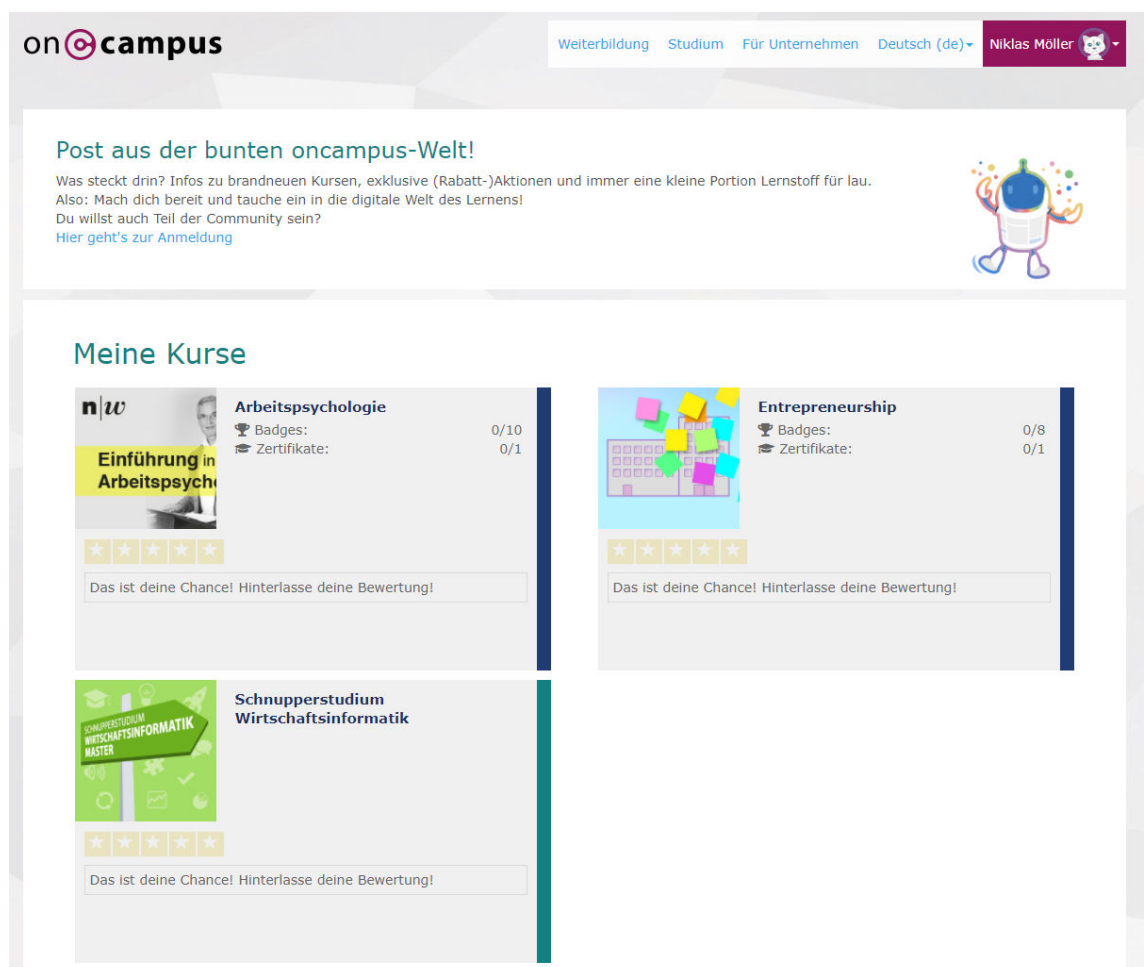 oncampus
Weiterbildung Studium Für Unternehmen Deutsch (de) Niklas Möller
Post aus der bunten oncampus-Welt!
Was steckt drin? Infos zu brandneuen Kursen, exklusive (Rabatt-)Aktionen und immer eine kleine Portion Lernstoff für lau.
Also: Mach dich bereit und tauche ein in die digitale Welt des Lernens!
Du willst auch Teil der Community sein?
Hier geht's zur Anmeldung
Meine Kurse
n|w
Einführung in
Arbeitspsych
Arbeitspsychologie
Badges: 0/10
Zertifikate: 0/1
Das ist deine Chance! Hinterlasse deine Bewertung!
Entrepreneurship
Badges: 0/8
Zertifikate: 0/1
Das ist deine Chance! Hinterlasse deine Bewertung!
SCHNUPPERSTUDIUM
WIRTSCHAFTSINFORMATIK
MASTER
Schnupperstudium
Wirtschaftsinformatik
Das ist deine Chance! Hinterlasse deine Bewertung!